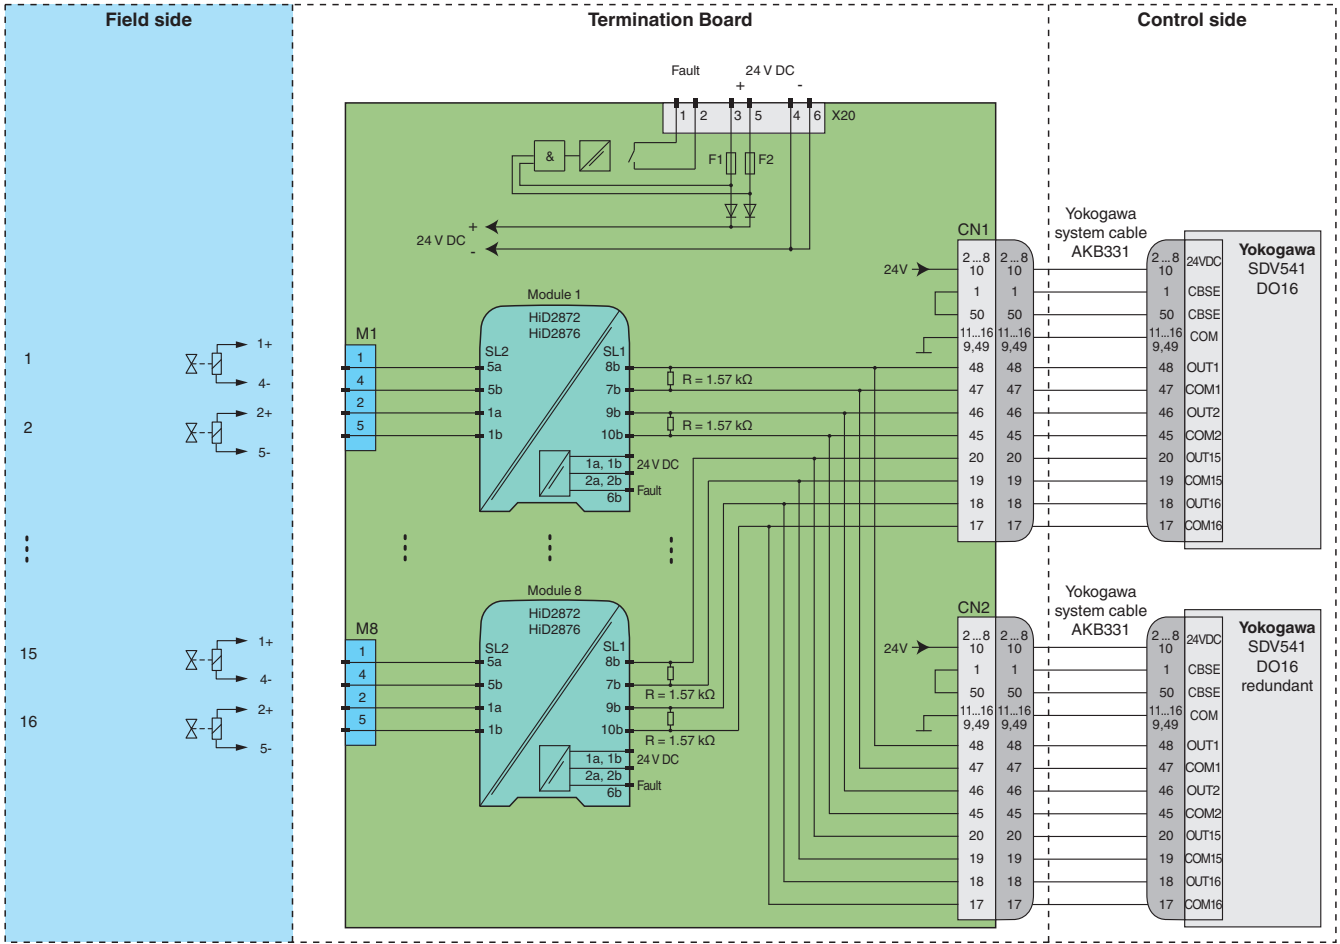 Field side
Termination Board
Control side
Fault
24 V DC
+
-
1
2
3
5
4
6
X20
&
F1
F2
+
24 V DC
-
Module 1
HiD2872
HiD2876
SL2
SL1
5a
8b
5b
7b
1a
9b
1b
10b
1a, 1b
24 V DC
2a, 2b
Fault
6b
R = 1.57 kΩ
R = 1.57 kΩ
M1
1
4
2
5
1
1+
4-
2
2+
5-
Module 8
HiD2872
HiD2876
SL2
SL1
5a
8b
5b
7b
1a
9b
1b
10b
1a, 1b
24 V DC
2a, 2b
Fault
6b
R = 1.57 kΩ
R = 1.57 kΩ
M8
1
4
2
5
15
1+
4-
16
2+
5-
CN1
Yokogawa
system cable
AKB331
Yokogawa
SDV541
DO16
24V
2...8 2...8 2...8 24VDC
10 10 10
1 1 1 CBSE
50 50 50 CBSE
11...16 11...16 11...16 COM
9,49 9,49 9,49
48 48 48 OUT1
47 47 47 COM1
46 46 46 OUT2
45 45 45 COM2
20 20 20 OUT15
19 19 19 COM15
18 18 18 OUT16
17 17 17 COM16
CN2
Yokogawa
system cable
AKB331
Yokogawa
SDV541
DO16
redundant
24V
2...8 2...8 2...8 24VDC
10 10 10
1 1 1 CBSE
50 50 50 CBSE
11...16 11...16 11...16 COM
9,49 9,49 9,49
48 48 48 OUT1
47 47 47 COM1
46 46 46 OUT2
45 45 45 COM2
20 20 20 OUT15
19 19 19 COM15
18 18 18 OUT16
17 17 17 COM16